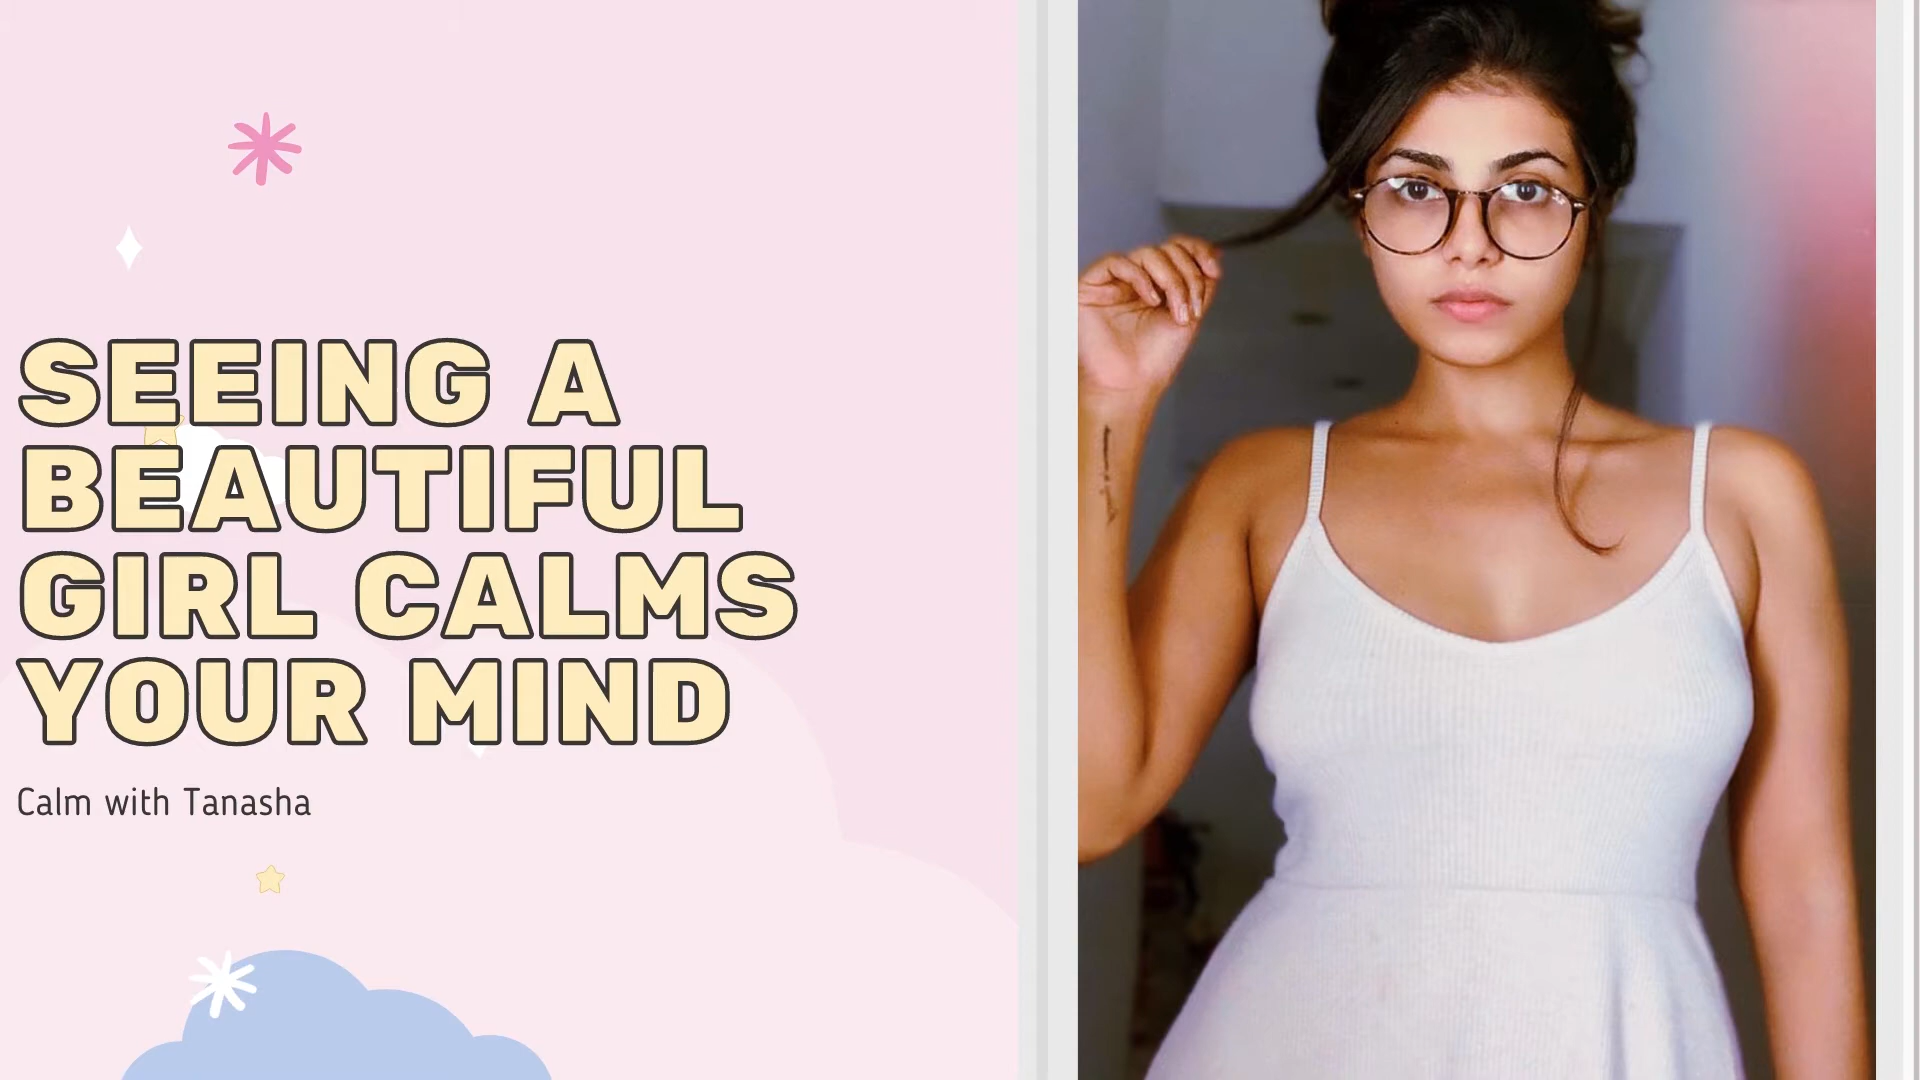 SEEING A
BEAUTIFUL
GIRL CALMS
YOUR MIND
Calm with Tanasha